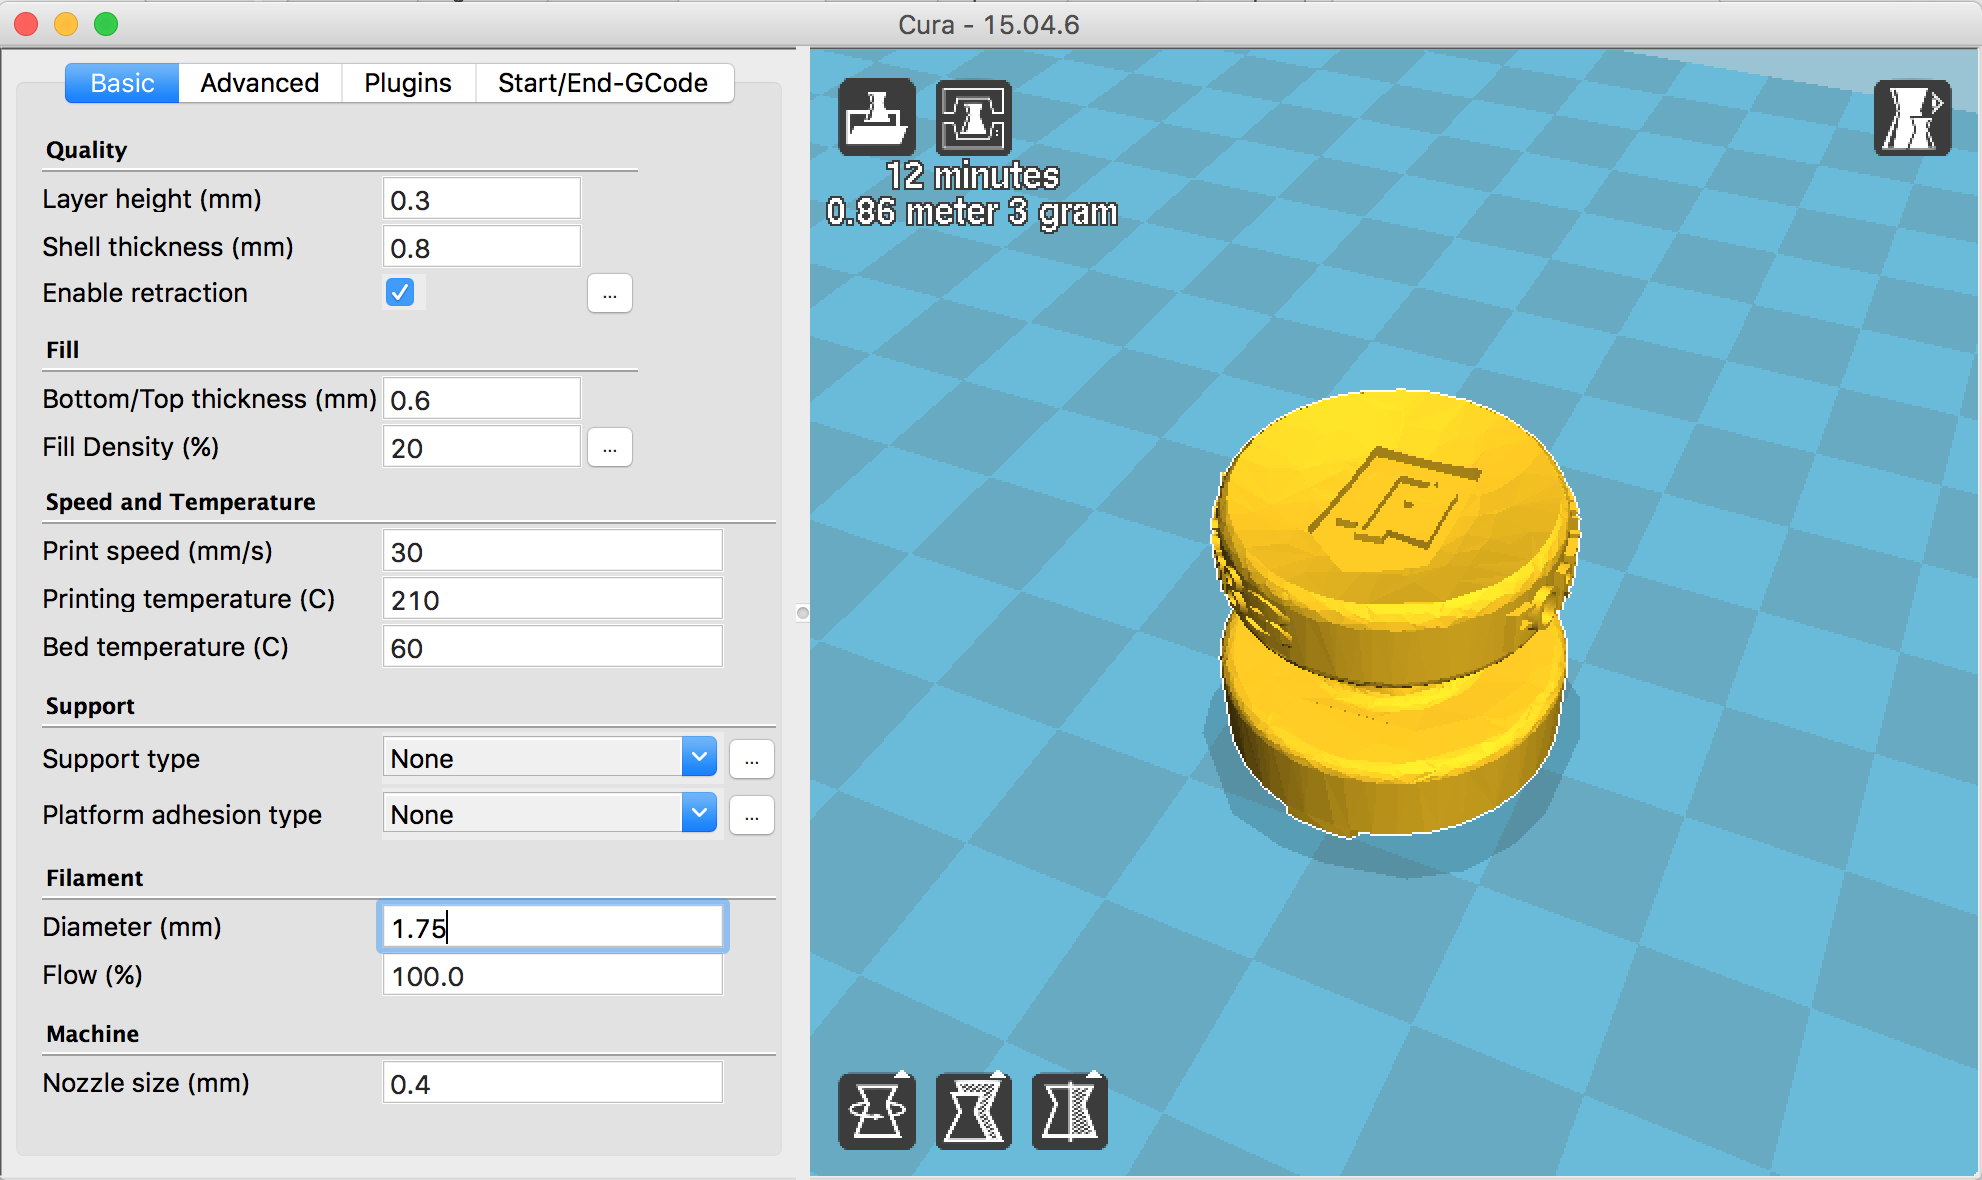 Cura - 15.04.6
Basic Advanced Plugins Start/End-GCode
Quality
Layer height (mm) 0.3
Shell thickness (mm) 0.8
Enable retraction ...
Fill
Bottom/Top thickness (mm) 0.6
Fill Density (%) 20 ...
Speed and Temperature
Print speed (mm/s) 30
Printing temperature (C) 210
Bed temperature (C) 60
Support
Support type None ...
Platform adhesion type None ...
Filament
Diameter (mm) 1.75
Flow (%) 100.0
Machine
Nozzle size (mm) 0.4
12 minutes
0.86 meter 3 gram